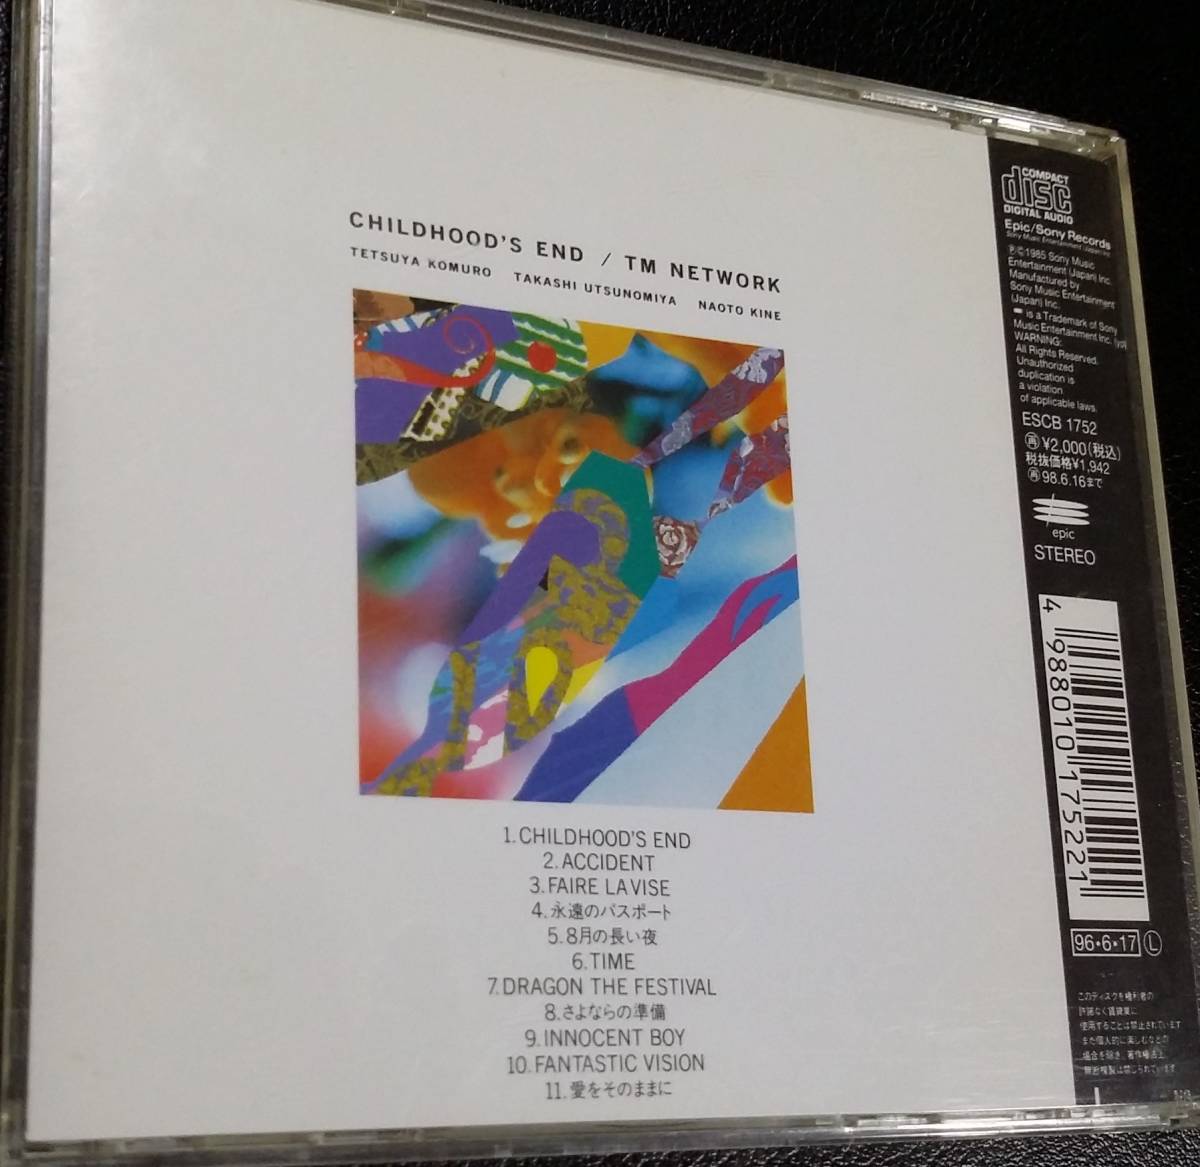 CHILDHOOD'S END / TM NETWORK
TETSUYA KOMURO TAKASHI UTSUNOMIYA NAOTO KINE
1. CHILDHOOD'S END
2. ACCIDENT
3. FAIRE LA VISE
4. 永遠のパスポート
5. 8月の長い夜
6. TIME
7. DRAGON THE FESTIVAL
8. さよならの準備
9. INNOCENT BOY
10. FANTASTIC VISION
11. 愛をそのままに
COMPACT
disc
DIGITAL AUDIO
Epic/Sony Records
Sony Music Entertainment (Japan) Inc.
Ⓟ©1985 Sony Music
Entertainment (Japan) Inc.
Manufactured by
Sony Music Entertainment
(Japan) Inc.
is a Trademark of Sony
Music Entertainment Inc. (yo)
WARNING:
All Rights Reserved.
Unauthorized
duplication is
a violation
of applicable laws.
ESCB 1752
再¥2,000(税込)
税抜価格¥1,942
再98.6.16まで
epic
STEREO
4 988010 175221
96・6・17 Ⓛ
このディスクを権利者の
許諾なく賃貸業に
使用することは禁止されています
また個人的に楽しむなどの
場合を除き、著作権法上、
無断複製は禁じられています